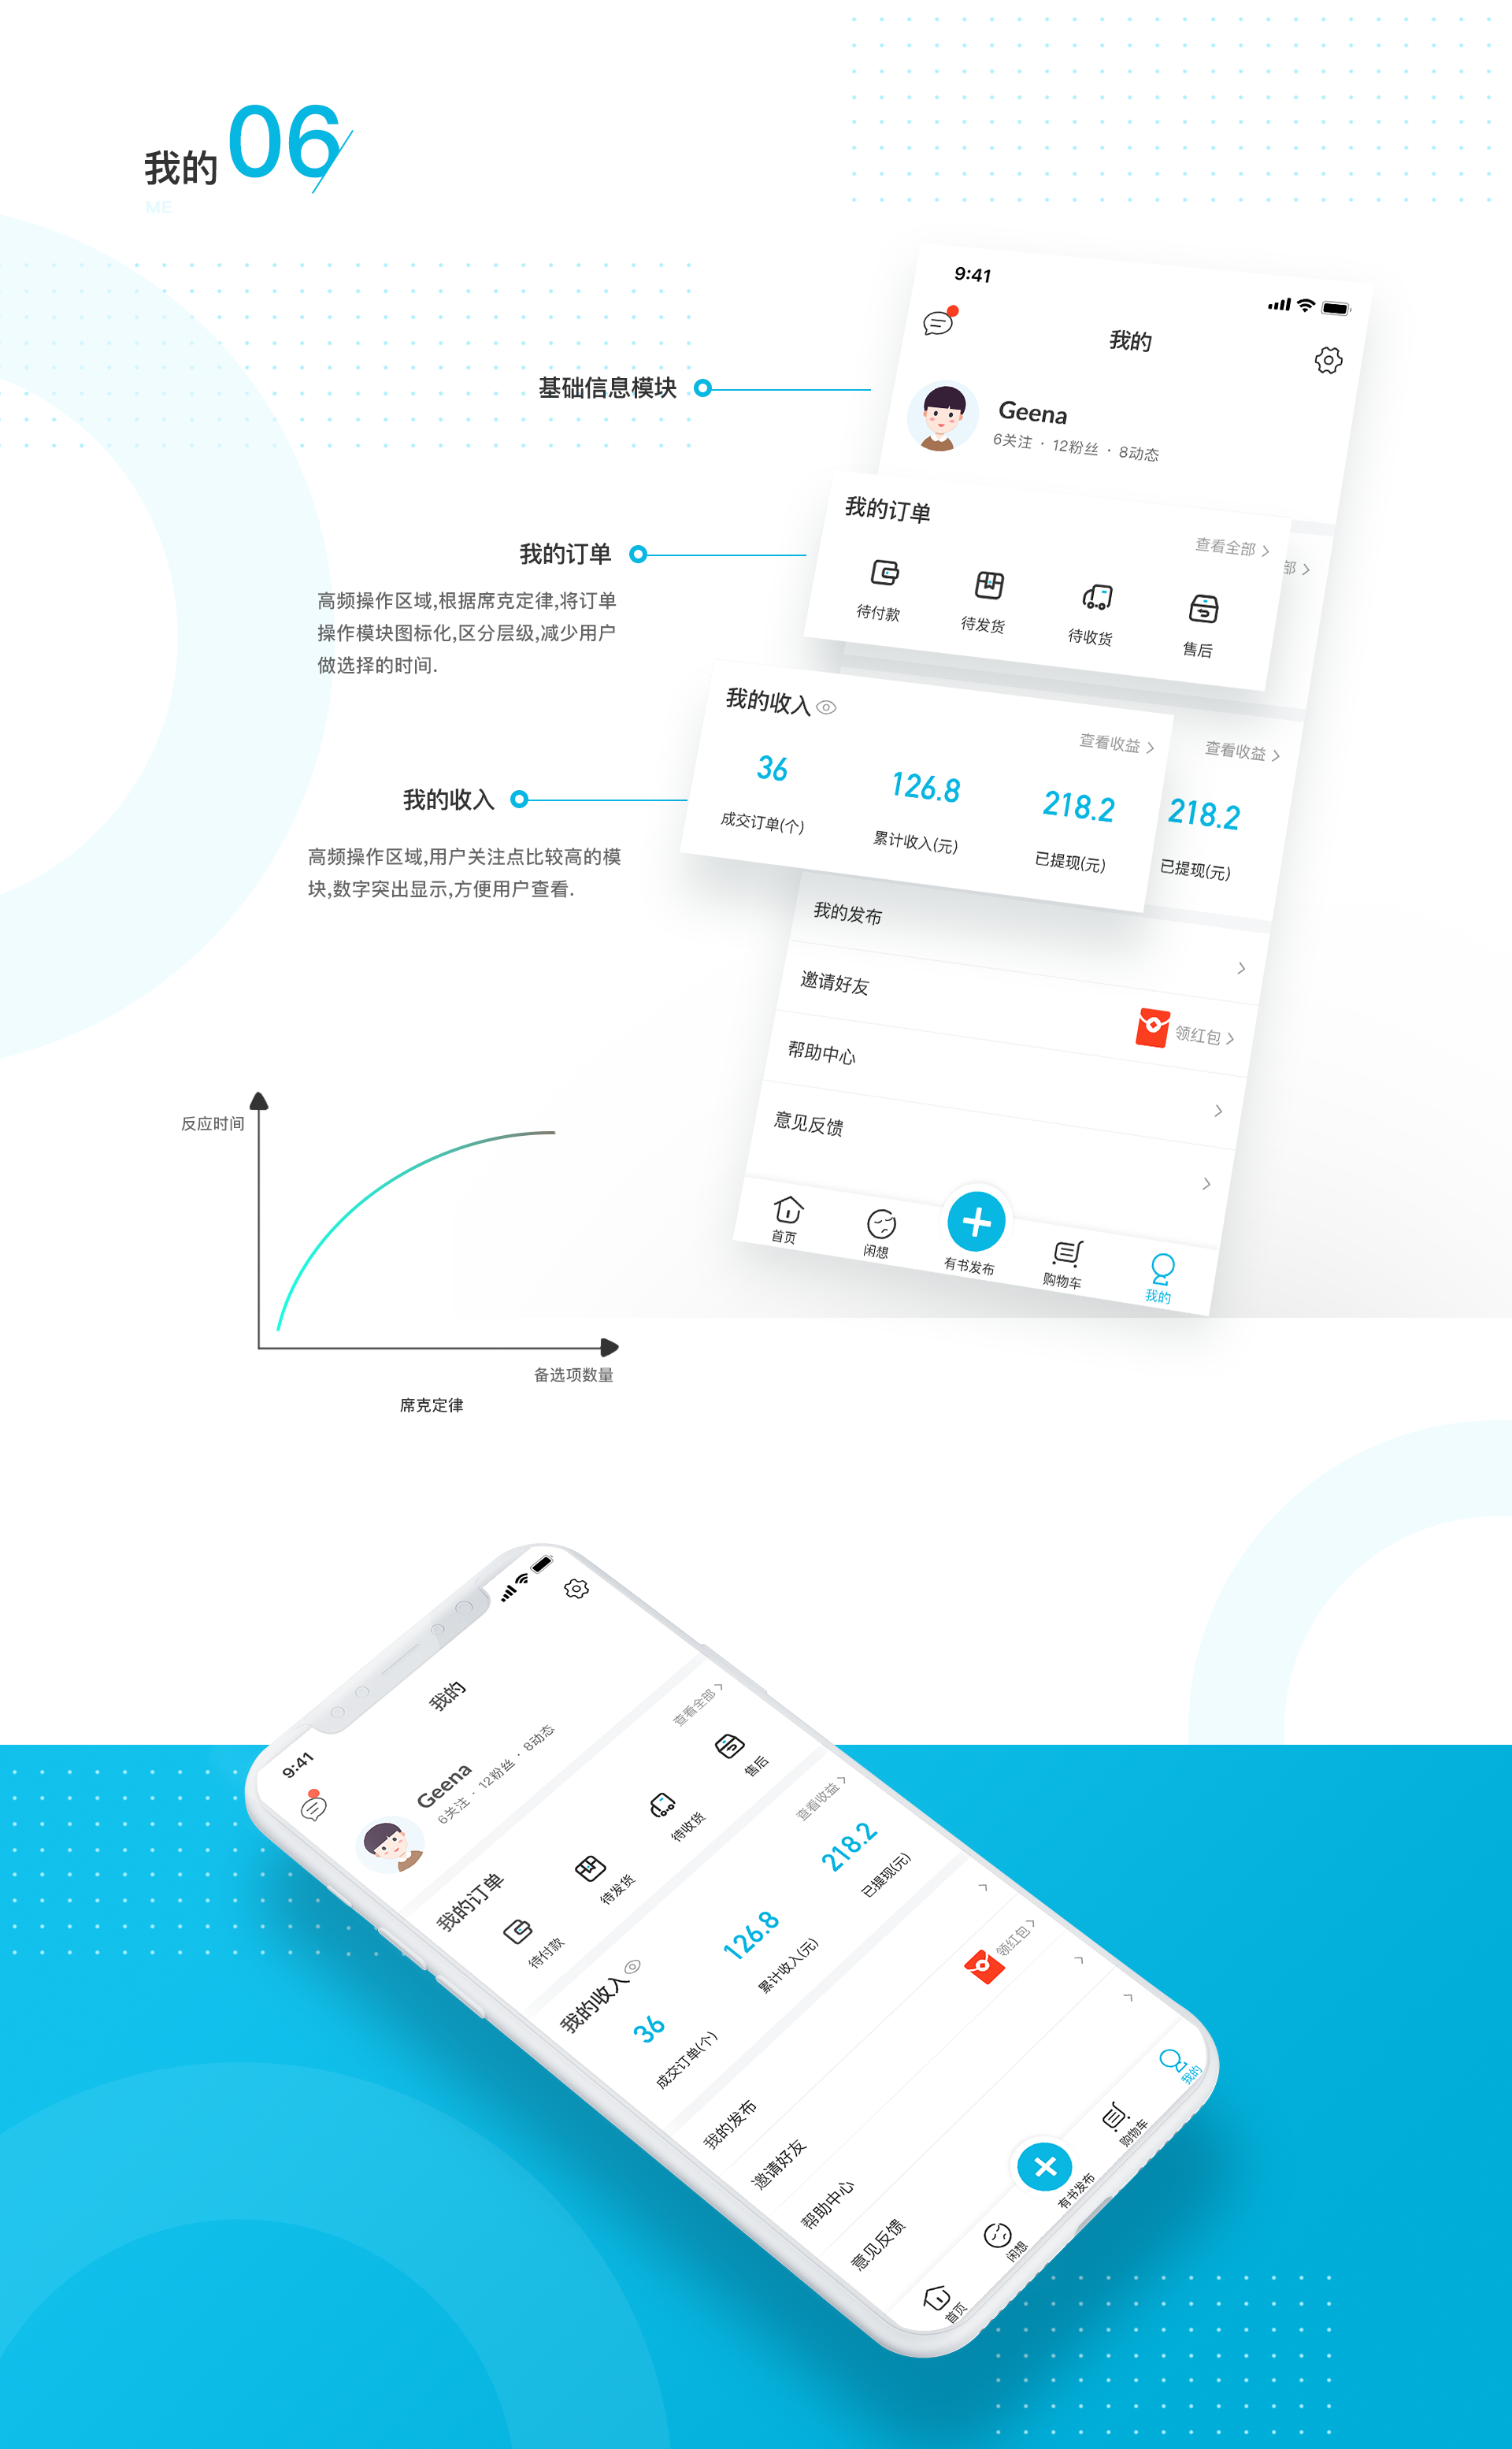 我的 06
ME
9:41
我的
基础信息模块
Geena
6关注 · 12粉丝 · 8动态
我的订单
我的订单
查看全部
部
高频操作区域,根据席克定律,将订单
操作模块图标化,区分层级,减少用户
做选择的时间.
待付款
待发货
待收货
售后
我的收入
查看收益
查看收益
我的收入
36
126.8
218.2
218.2
成交订单(个)
累计收入(元)
已提现(元)
已提现(元)
高频操作区域,用户关注点比较高的模
块,数字突出显示,方便用户查看.
我的发布
邀请好友
领红包
帮助中心
意见反馈
首页
闲想
有书发布
购物车
我的
反应时间
备选项数量
席克定律
9:41
我的
Geena
6关注 · 12粉丝 · 8动态
我的订单
查看全部
待付款
待发货
待收货
售后
我的收入
查看收益
36
126.8
218.2
成交订单(个)
累计收入(元)
已提现(元)
我的发布
邀请好友
领红包
帮助中心
意见反馈
首页
闲想
有书发布
购物车
我的